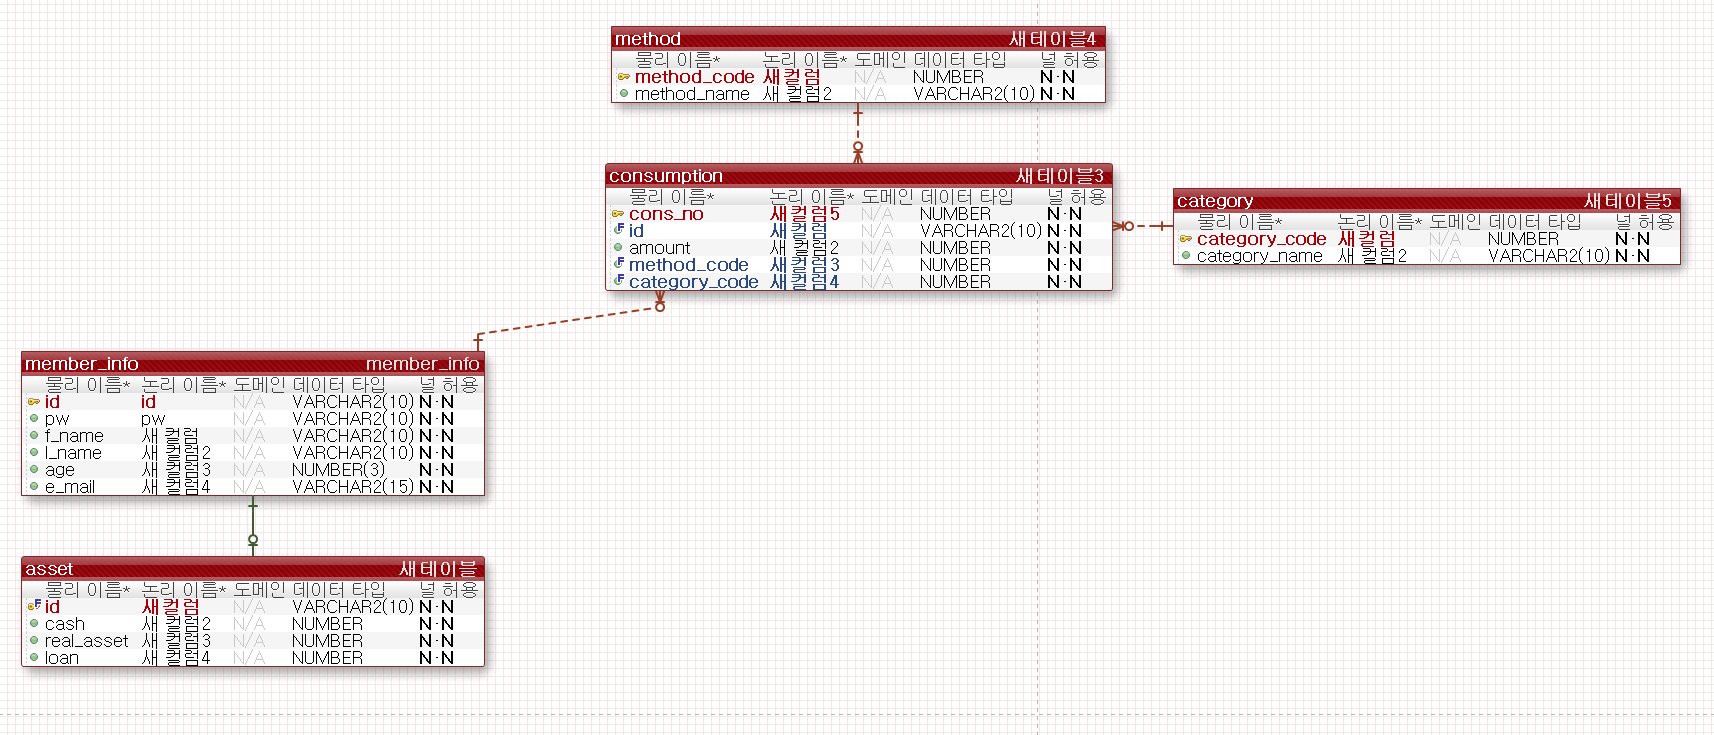 method 새 테이블4
물리 이름* 논리 이름* 도메인 데이터 타입 널 허용
method_code 새 컬럼 N/A NUMBER N·N
method_name 새 컬럼2 N/A VARCHAR2(10) N·N
consumption 새 테이블3
물리 이름* 논리 이름* 도메인 데이터 타입 널 허용
cons_no 새 컬럼5 N/A NUMBER N·N
id 새 컬럼 N/A VARCHAR2(10) N·N
amount 새 컬럼2 N/A NUMBER N·N
method_code 새 컬럼3 N/A NUMBER N·N
category_code 새 컬럼4 N/A NUMBER N·N
category 새 테이블5
물리 이름* 논리 이름* 도메인 데이터 타입 널 허용
category_code 새 컬럼 N/A NUMBER N·N
category_name 새 컬럼2 N/A VARCHAR2(10) N·N
member_info member_info
물리 이름* 논리 이름* 도메인 데이터 타입 널 허용
id id N/A VARCHAR2(10) N·N
pw pw N/A VARCHAR2(10) N·N
f_name 새 컬럼 N/A VARCHAR2(10) N·N
l_name 새 컬럼2 N/A VARCHAR2(10) N·N
age 새 컬럼3 N/A NUMBER(3) N·N
e_mail 새 컬럼4 N/A VARCHAR2(15) N·N
asset 새 테이블
물리 이름* 논리 이름* 도메인 데이터 타입 널 허용
id 새 컬럼 N/A VARCHAR2(10) N·N
cash 새 컬럼2 N/A NUMBER N·N
real_asset 새 컬럼3 N/A NUMBER N·N
loan 새 컬럼4 N/A NUMBER N·N